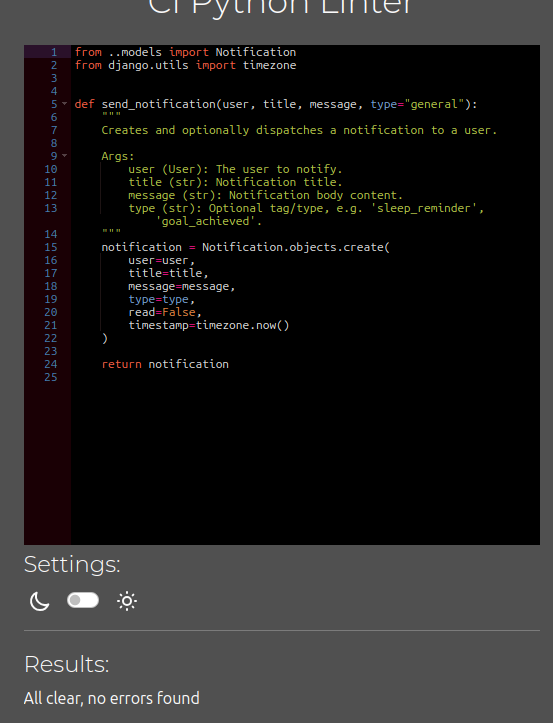 CI Python Linter
1 from ..models import Notification
2 from django.utils import timezone
3
4
5 def send_notification(user, title, message, type="general"):
6 """
7 Creates and optionally dispatches a notification to a user.
8
9 Args:
10 user (User): The user to notify.
11 title (str): Notification title.
12 message (str): Notification body content.
13 type (str): Optional tag/type, e.g. 'sleep_reminder',
'goal_achieved'.
14 """
15 notification = Notification.objects.create(
16 user=user,
17 title=title,
18 message=message,
19 type=type,
20 read=False,
21 timestamp=timezone.now()
22 )
23
24 return notification
25
Settings:
Results:
All clear, no errors found